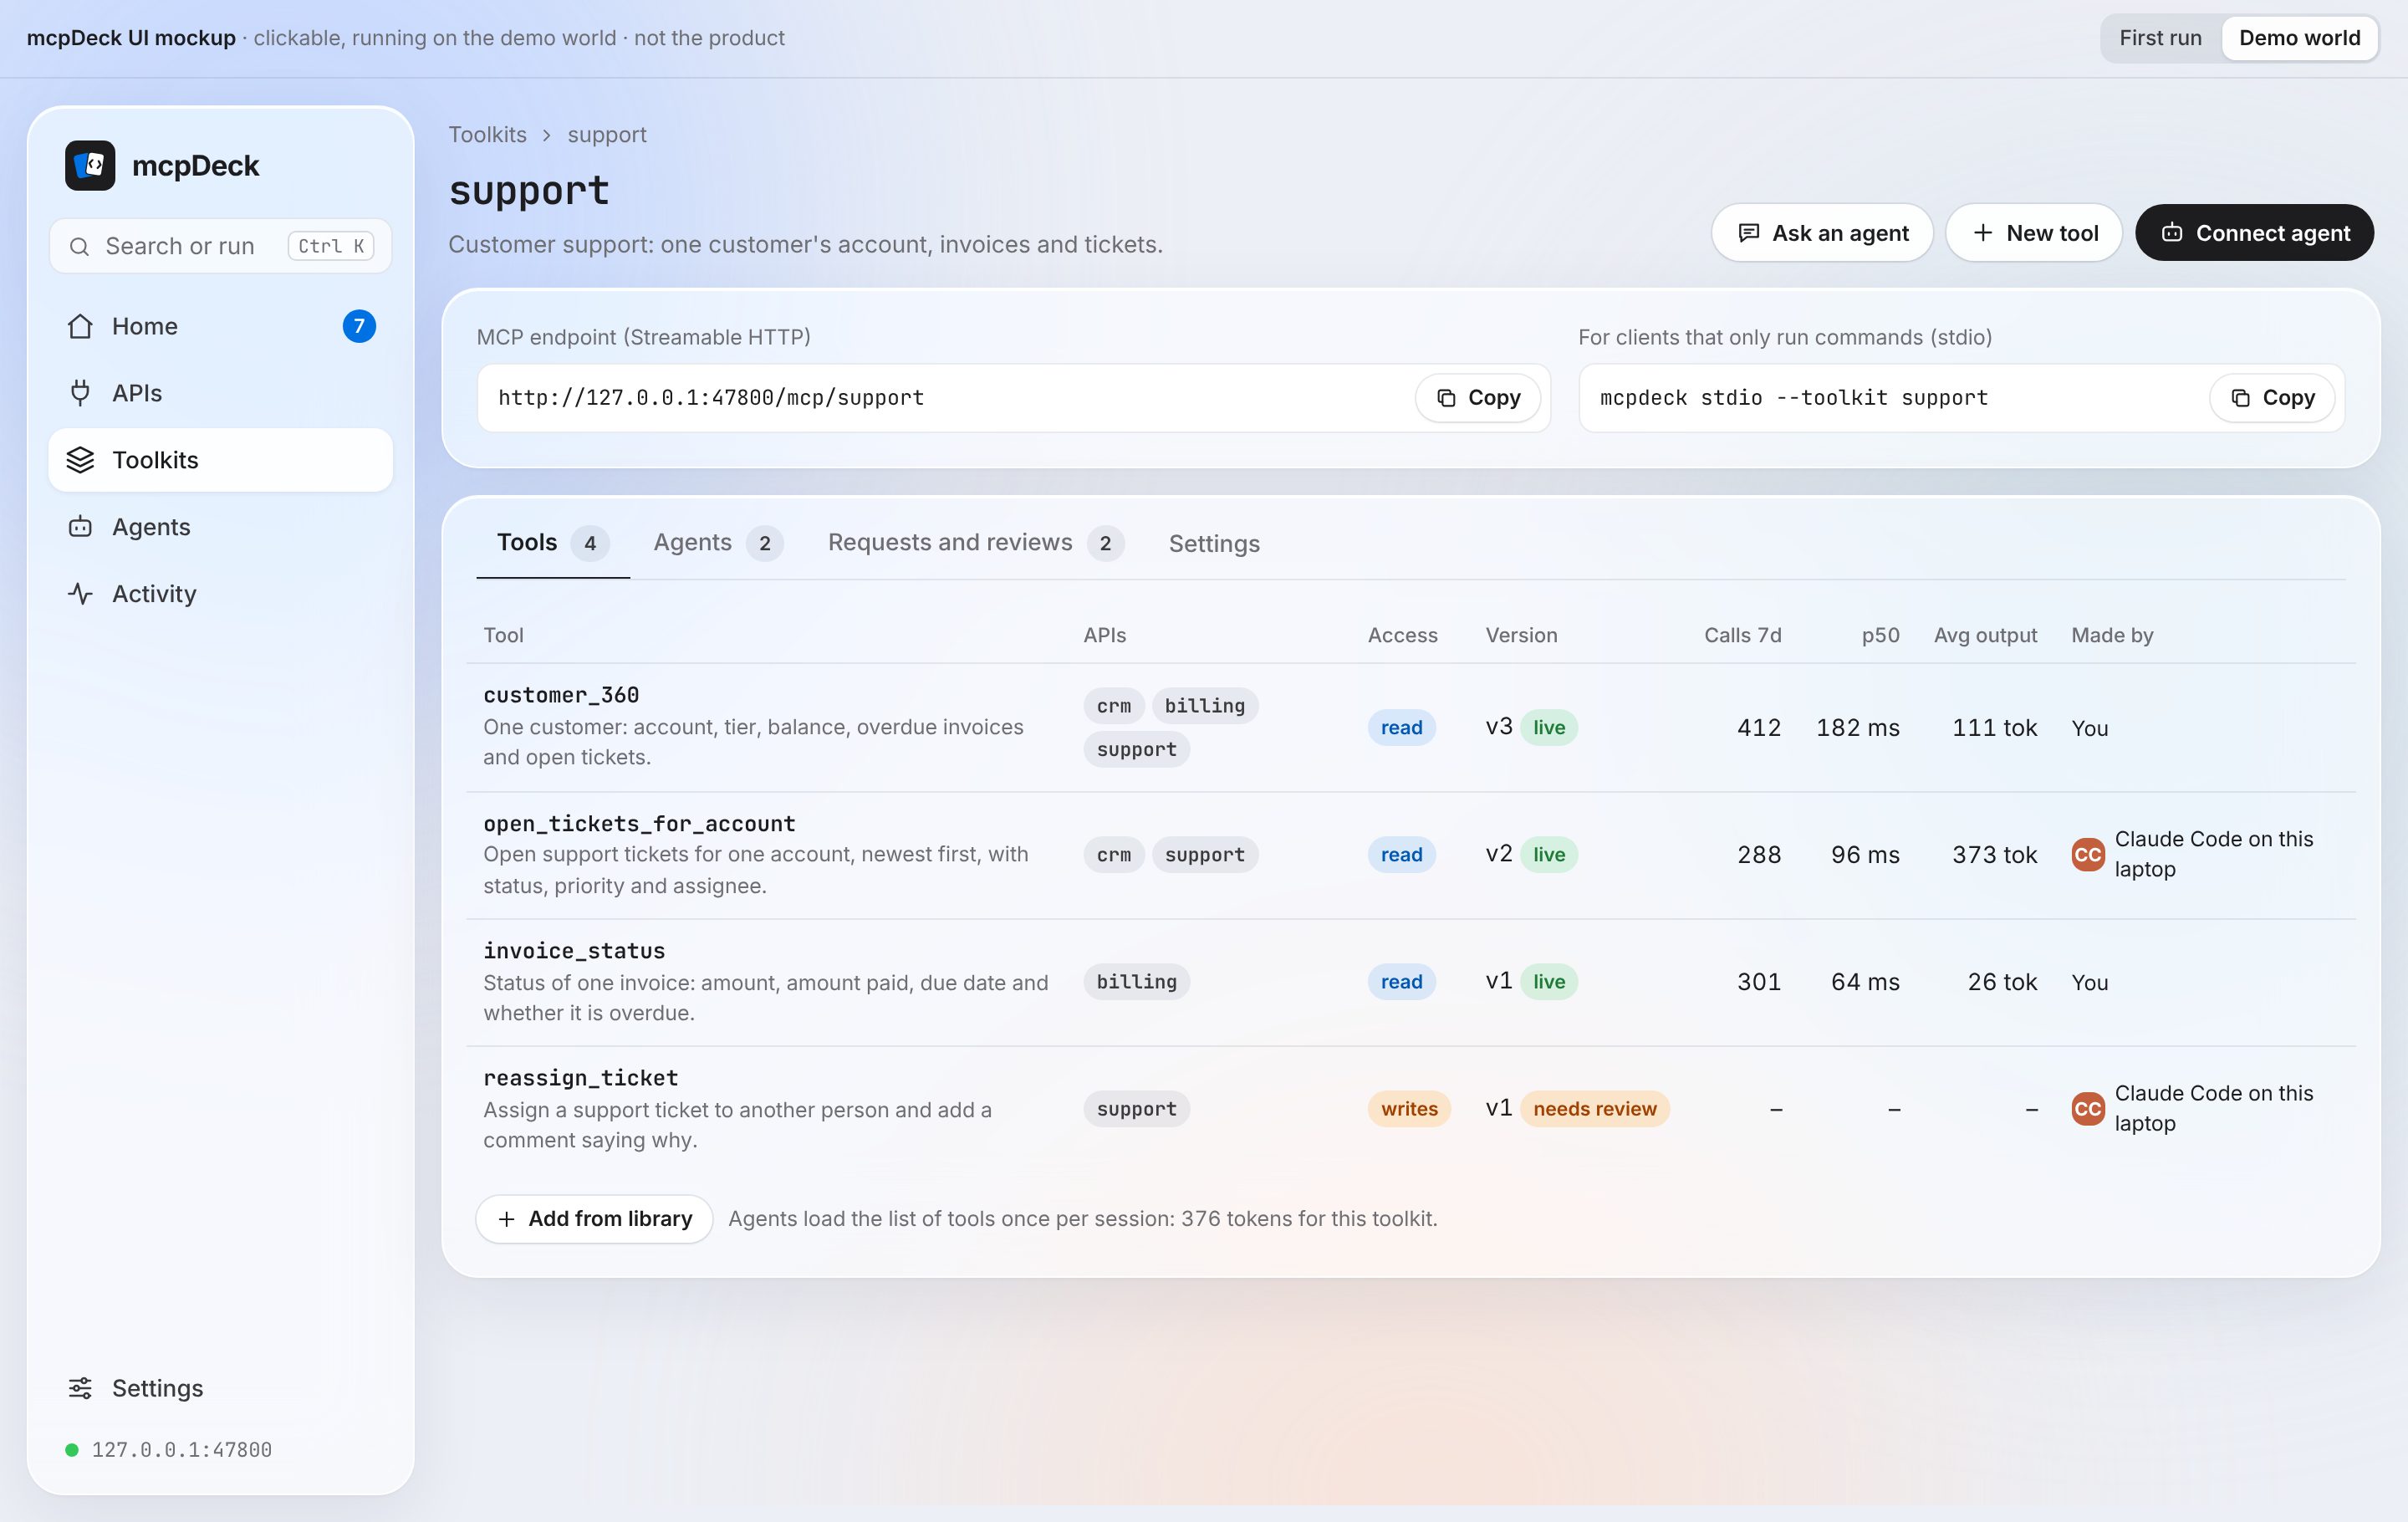 mcpDeck UI mockup · clickable, running on the demo world · not the product
First run
Demo world
mcpDeck
Search or run
Ctrl K
Home
7
APIs
Toolkits
Agents
Activity
Settings
127.0.0.1:47800
Toolkits > support
support
Customer support: one customer's account, invoices and tickets.
Ask an agent
New tool
Connect agent
MCP endpoint (Streamable HTTP)
http://127.0.0.1:47800/mcp/support
Copy
For clients that only run commands (stdio)
mcpdeck stdio --toolkit support
Copy
Tools 4
Agents 2
Requests and reviews 2
Settings
Tool APIs Access Version Calls 7d p50 Avg output Made by
customer_360
One customer: account, tier, balance, overdue invoices
and open tickets.
crm billing
support
read
v3 live
412
182 ms
111 tok
You
open_tickets_for_account
Open support tickets for one account, newest first, with
status, priority and assignee.
crm support
read
v2 live
288
96 ms
373 tok
CC
Claude Code on this
laptop
invoice_status
Status of one invoice: amount, amount paid, due date and
whether it is overdue.
billing
read
v1 live
301
64 ms
26 tok
You
reassign_ticket
Assign a support ticket to another person and add a
comment saying why.
support
writes
v1 needs review
–
–
–
CC
Claude Code on this
laptop
Add from library
Agents load the list of tools once per session: 376 tokens for this toolkit.